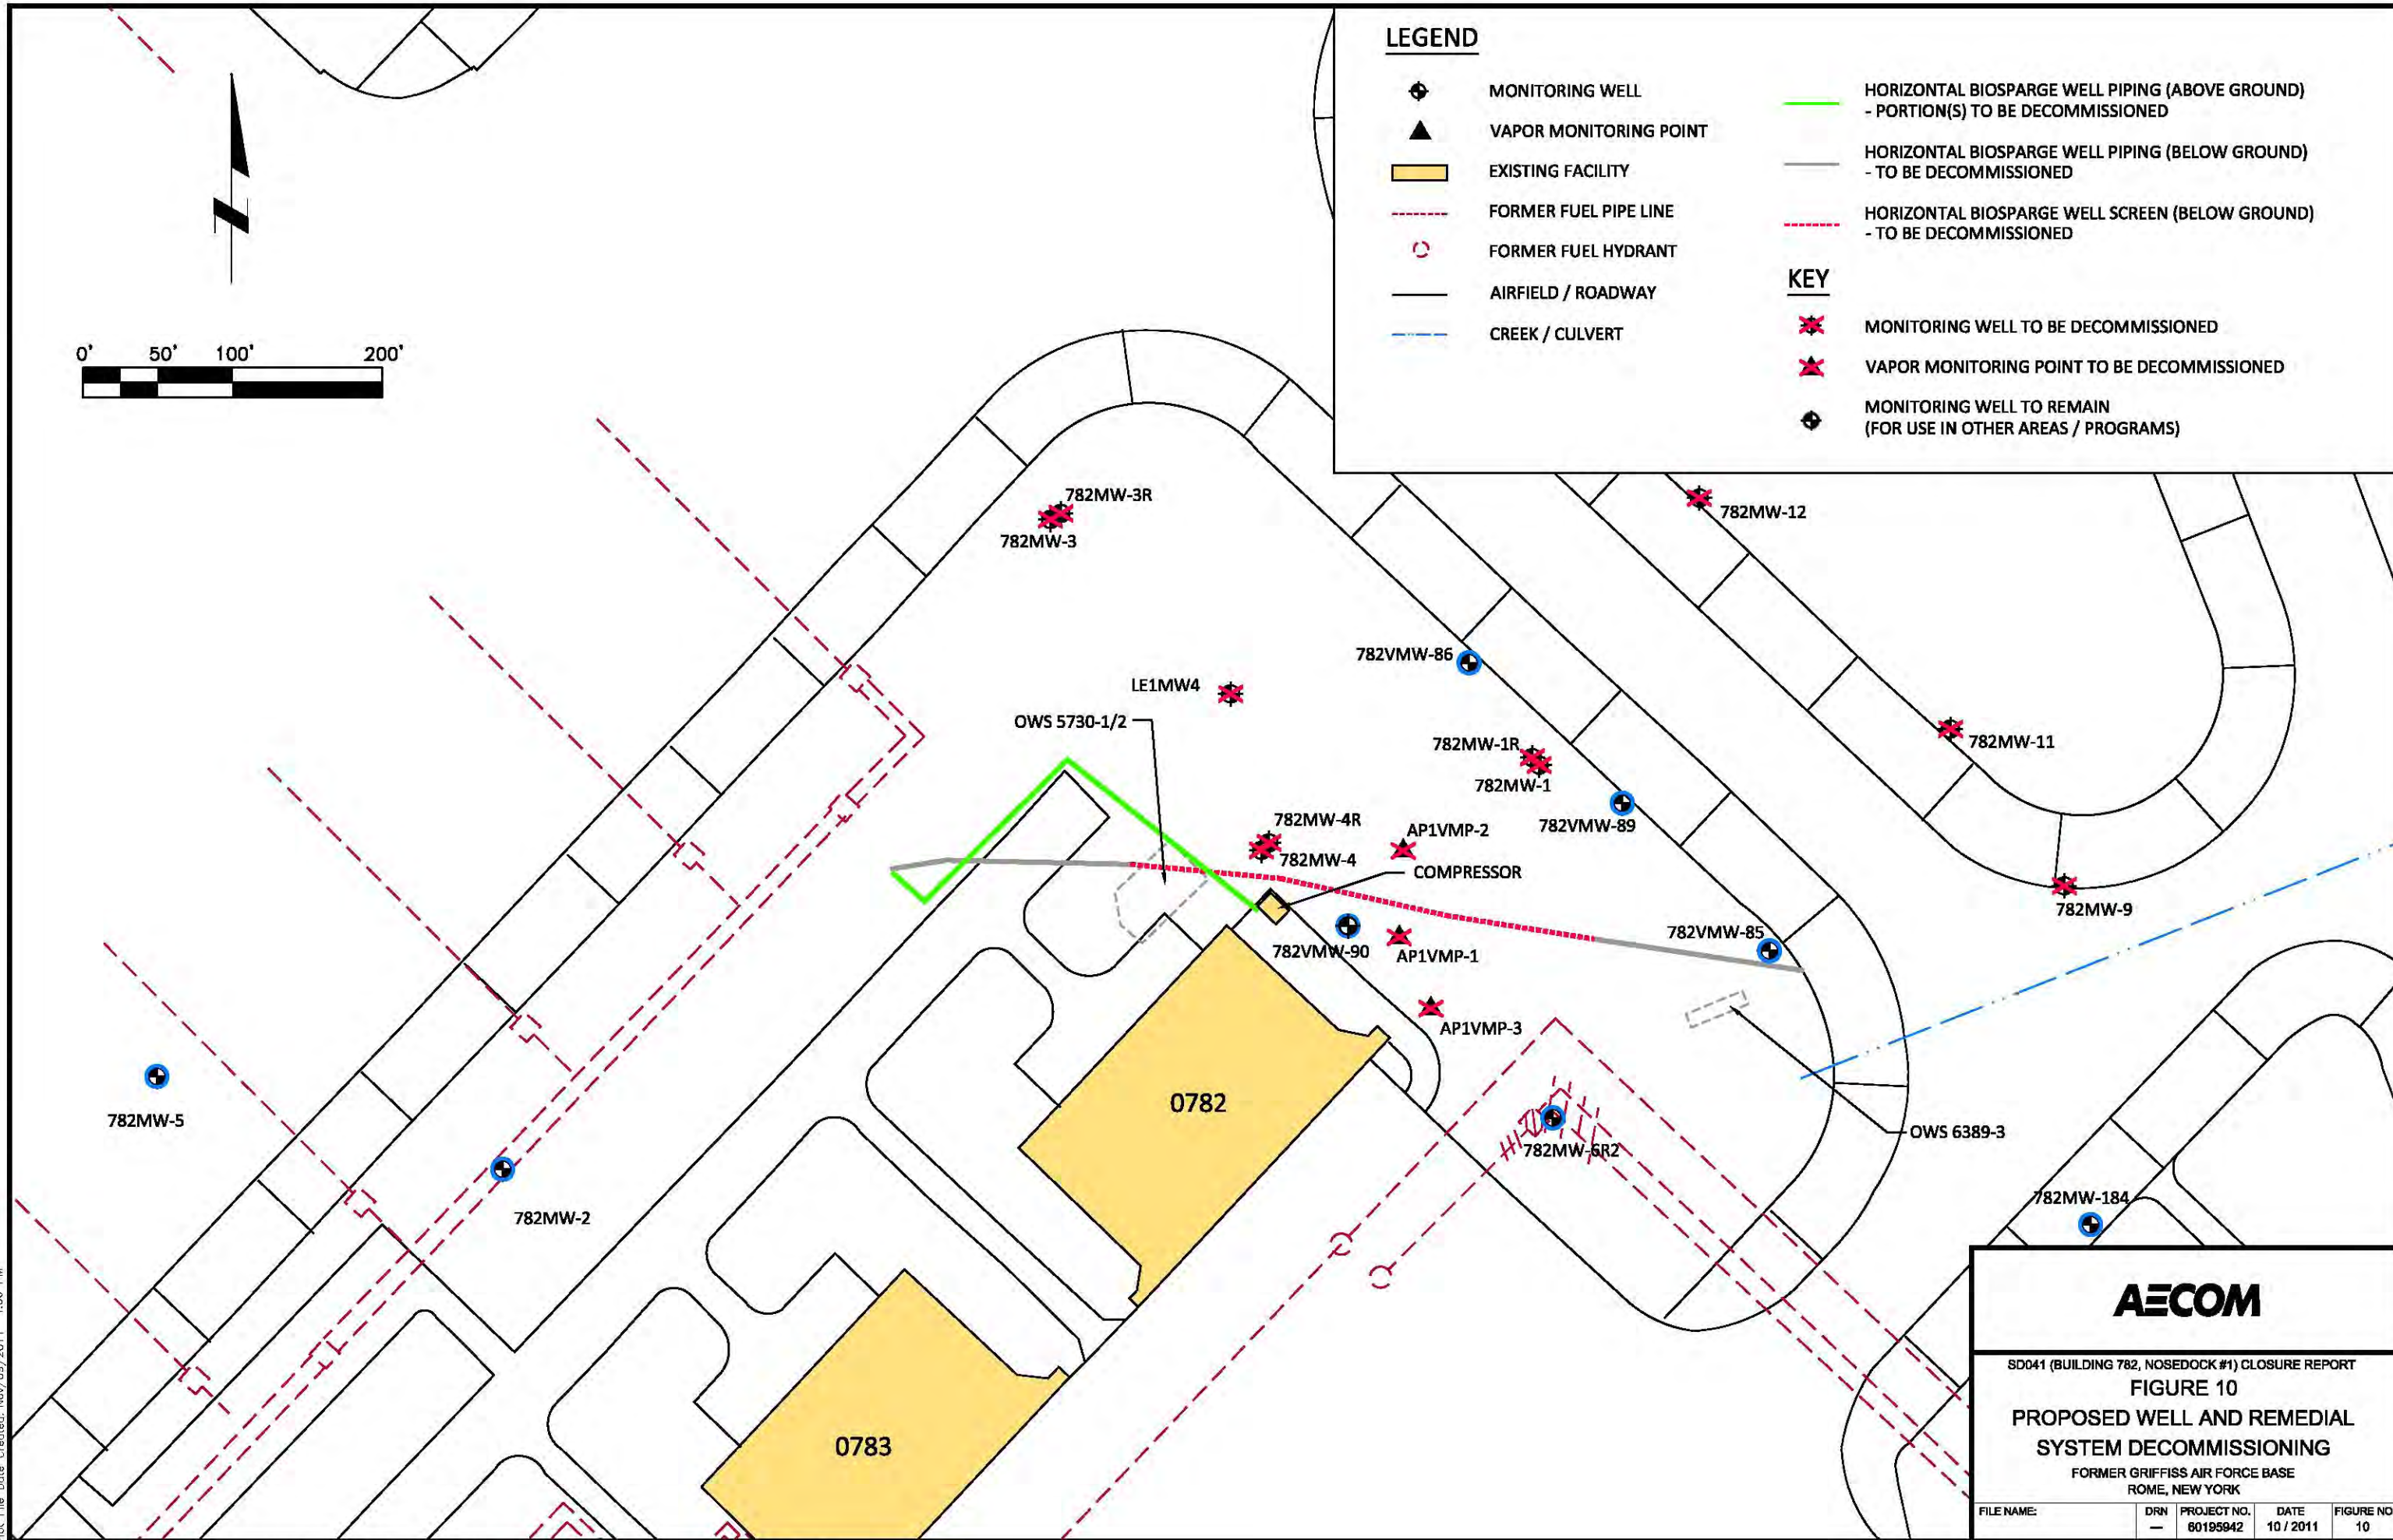 LEGEND
MONITORING WELL
VAPOR MONITORING POINT
EXISTING FACILITY
FORMER FUEL PIPE LINE
FORMER FUEL HYDRANT
AIRFIELD / ROADWAY
CREEK / CULVERT
HORIZONTAL BIOSPARGE WELL PIPING (ABOVE GROUND)
- PORTION(S) TO BE DECOMMISSIONED
HORIZONTAL BIOSPARGE WELL PIPING (BELOW GROUND)
- TO BE DECOMMISSIONED
HORIZONTAL BIOSPARGE WELL SCREEN (BELOW GROUND)
- TO BE DECOMMISSIONED
KEY
MONITORING WELL TO BE DECOMMISSIONED
VAPOR MONITORING POINT TO BE DECOMMISSIONED
MONITORING WELL TO REMAIN
(FOR USE IN OTHER AREAS / PROGRAMS)
0' 50' 100' 200'
782MW-3R
782MW-3
782MW-12
782VMW-86
LE1MW4
OWS 5730-1/2
782MW-1R
782MW-1
782MW-11
782VMW-89
782MW-4R
782MW-4
AP1VMP-2
COMPRESSOR
782MW-9
782VMW-85
782VMW-90
AP1VMP-1
AP1VMP-3
0782
782MW-5
782MW-2
782MW-6R2
OWS 6389-3
782MW-184
0783
AECOM
SD041 (BUILDING 782, NOSEDOCK #1) CLOSURE REPORT
FIGURE 10
PROPOSED WELL AND REMEDIAL
SYSTEM DECOMMISSIONING
FORMER GRIFFISS AIR FORCE BASE
ROME, NEW YORK
FILE NAME: DRN PROJECT NO. DATE FIGURE NO
— 60195942 10 / 2011 10